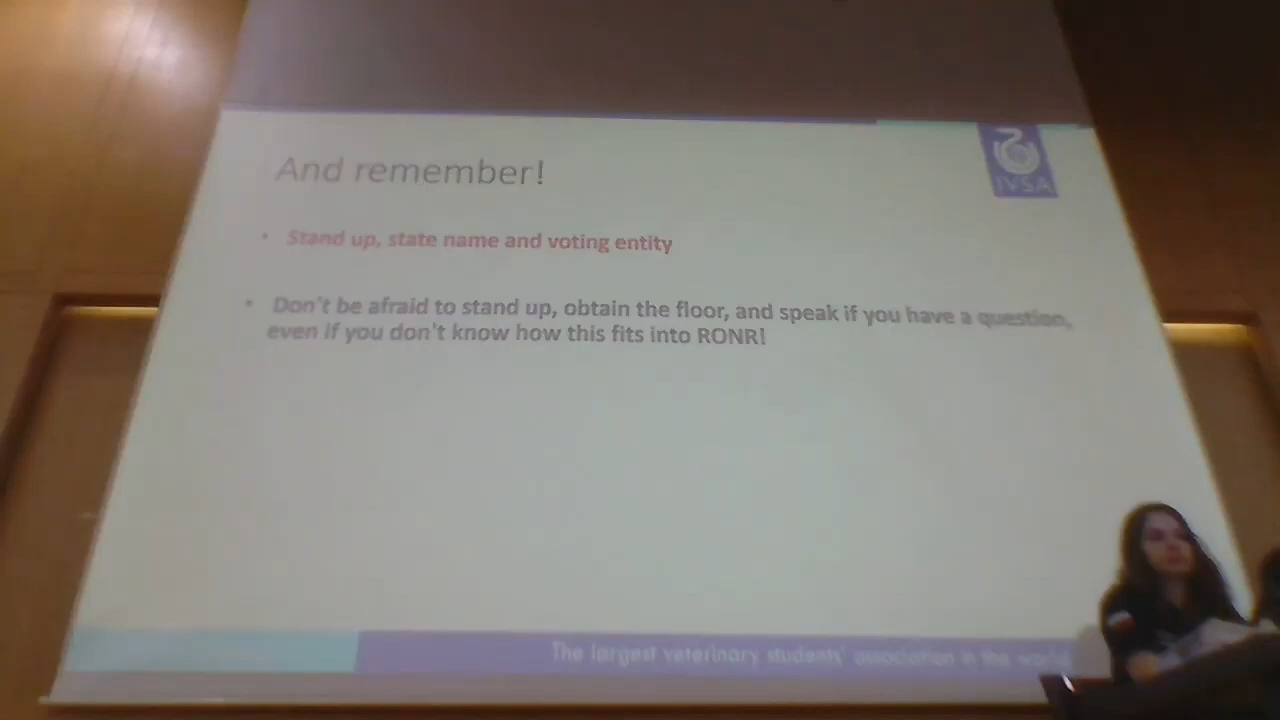 And remember!
IVSA
• Stand up, state name and voting entity
• Don't be afraid to stand up, obtain the floor, and speak if you have a question,
even if you don't know how this fits into RONR!
The largest veterinary students' association in the world